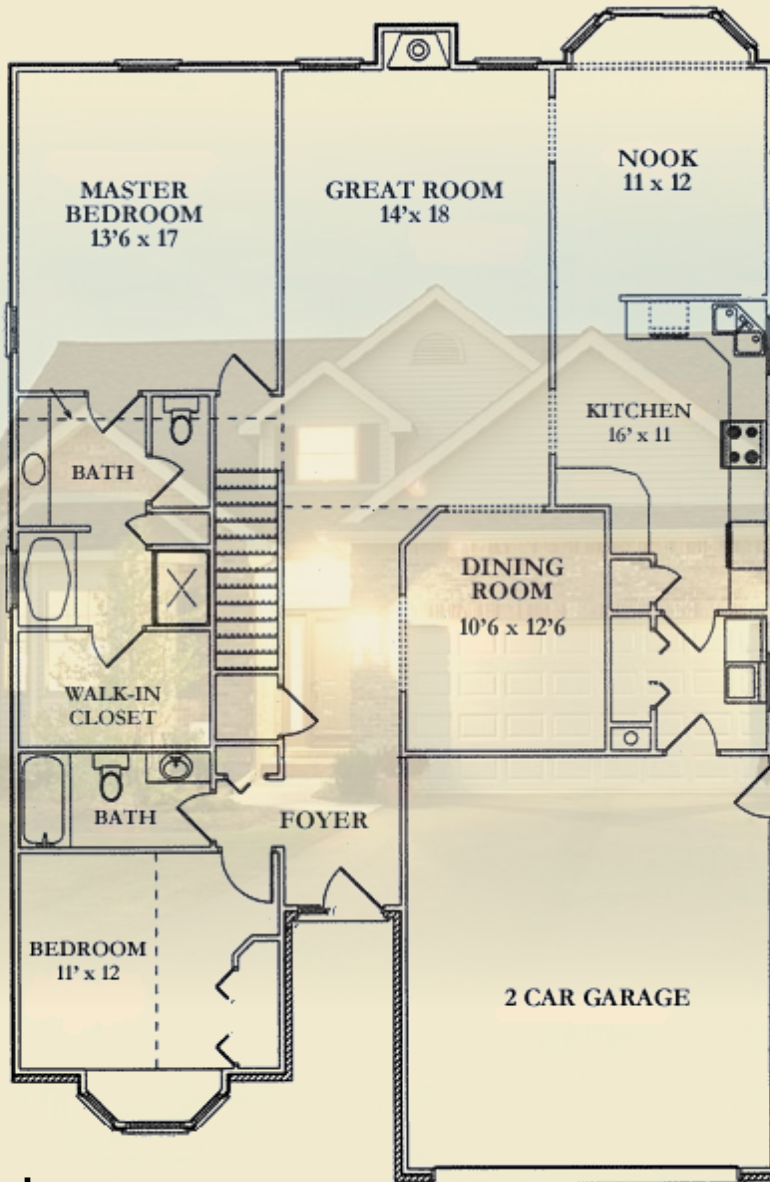 MASTER
BEDROOM
13'6 x 17
GREAT ROOM
14'x 18
NOOK
11 x 12
KITCHEN
16' x 11
BATH
DINING
ROOM
10'6 x 12'6
WALK-IN
CLOSET
BATH
FOYER
BEDROOM
11' x 12
2 CAR GARAGE